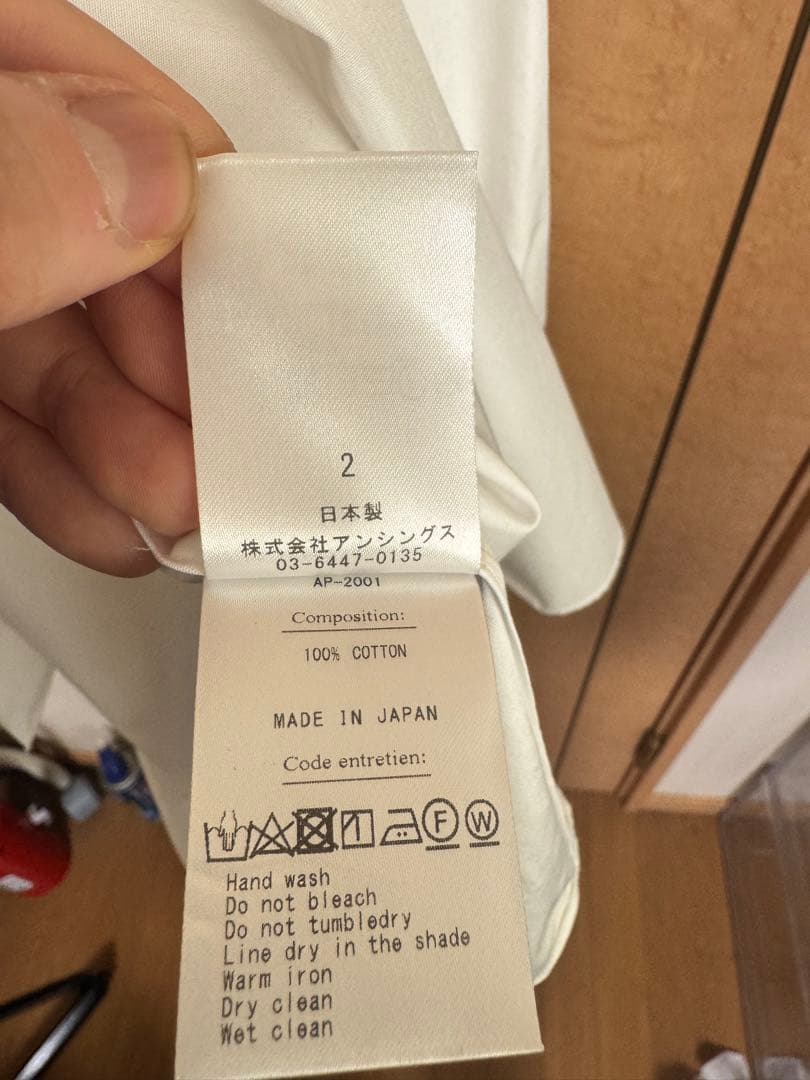 2
日本製
株式会社アンシングス
03-6447-0135
AP-2001
Composition:
100% COTTON
MADE IN JAPAN
Code entretien:
F W
Hand wash
Do not bleach
Do not tumbledry
Line dry in the shade
Warm iron
Dry clean
Wet clean